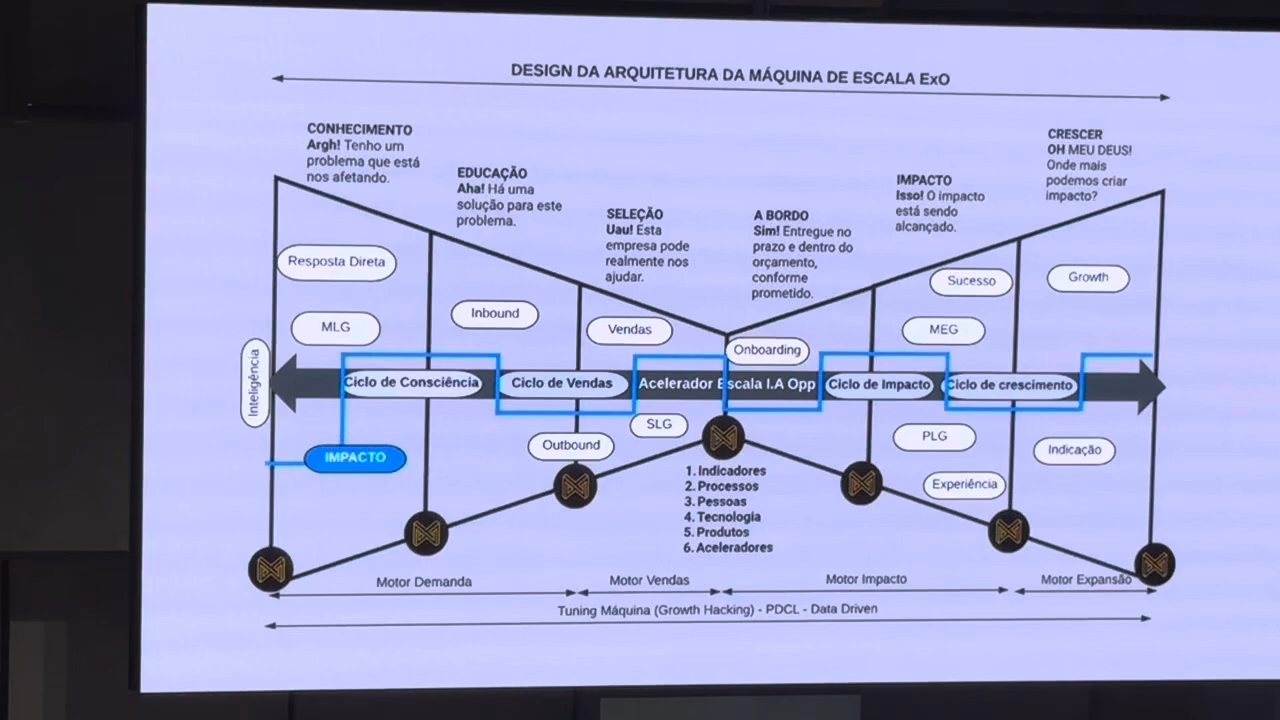 DESIGN DA ARQUITETURA DA MÁQUINA DE ESCALA ExO
CONHECIMENTO
Argh! Tenho um
problema que está
nos afetando.
EDUCAÇÃO
Aha! Há uma
solução para este
problema.
SELEÇÃO
Uau! Esta
empresa pode
realmente nos
ajudar.
A BORDO
Sim! Entregue no
prazo e dentro do
orçamento,
conforme
prometido.
IMPACTO
Isso! O impacto
está sendo
alcançado.
CRESCER
OH MEU DEUS!
Onde mais
podemos criar
impacto?
Resposta Direta
MLG
Inbound
Vendas
Onboarding
Sucesso
MEG
Growth
Inteligência
Ciclo de Consciência
Ciclo de Vendas
Acelerador Escala I.A Opp
Ciclo de Impacto
Ciclo de crescimento
IMPACTO
Outbound
SLG
PLG
Experiência
Indicação
1. Indicadores
2. Processos
3. Pessoas
4. Tecnologia
5. Produtos
6. Aceleradores
Motor Demanda
Motor Vendas
Motor Impacto
Motor Expansão
Tuning Máquina (Growth Hacking) - PDCL - Data Driven